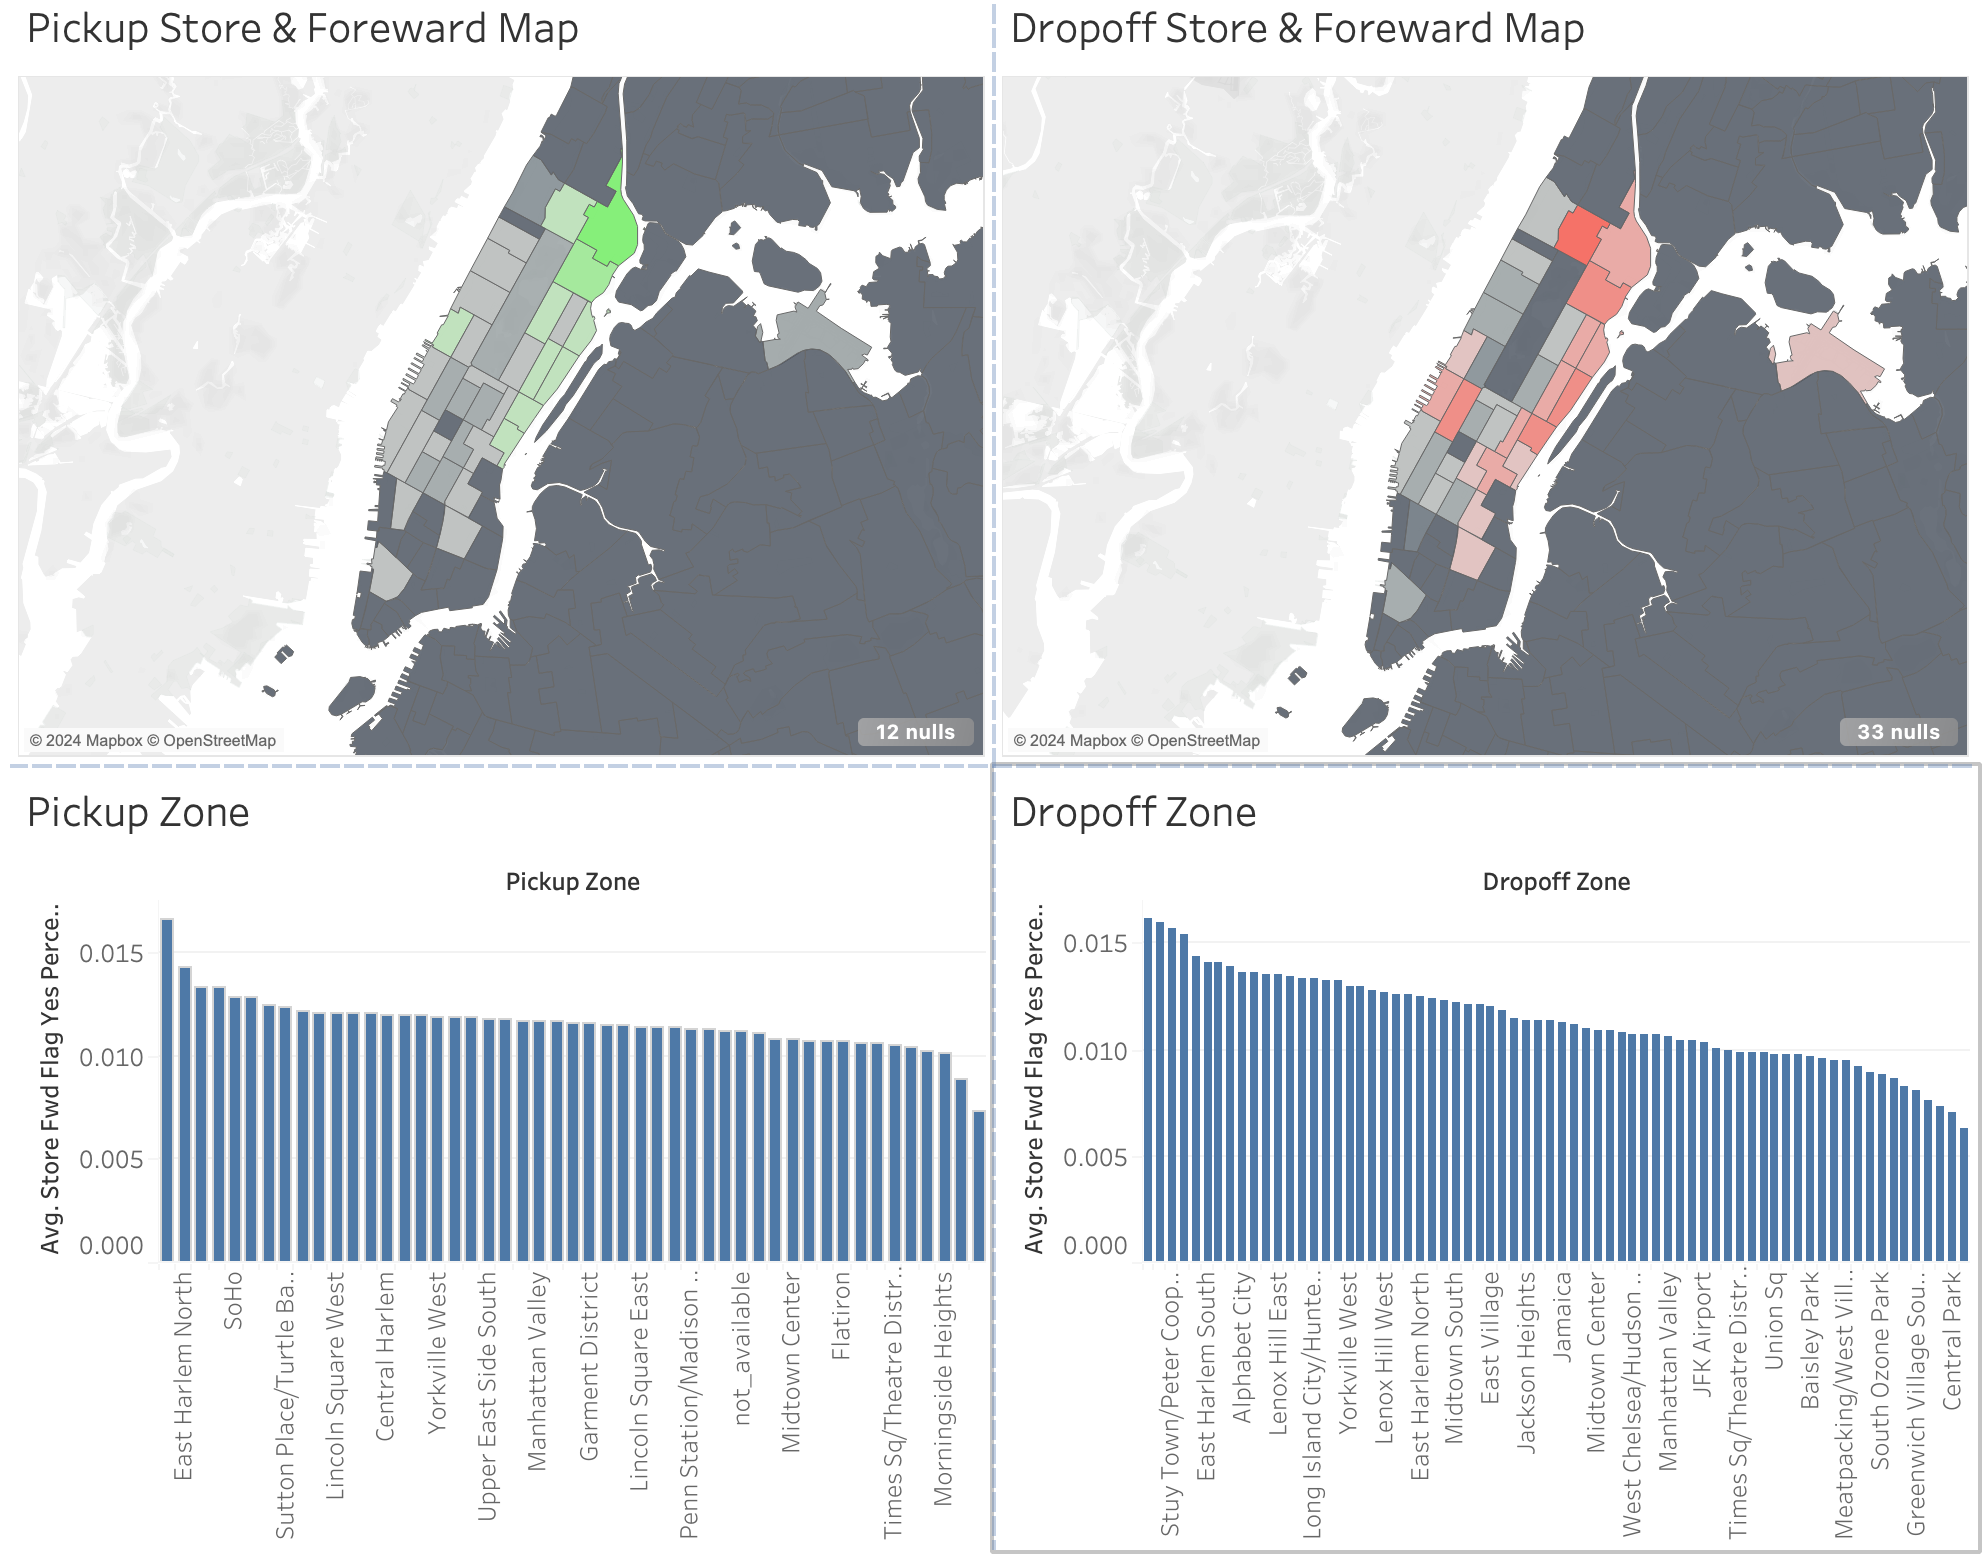 Pickup Store & Foreward Map
© 2024 Mapbox © OpenStreetMap
12 nulls
Dropoff Store & Foreward Map
© 2024 Mapbox © OpenStreetMap
33 nulls
Pickup Zone
Pickup Zone
Avg. Store Fwd Flag Yes Perce..
0.015
0.010
0.005
0.000
East Harlem North
SoHo
Sutton Place/Turtle Ba..
Lincoln Square West
Central Harlem
Yorkville West
Upper East Side South
Manhattan Valley
Garment District
Lincoln Square East
Penn Station/Madison ..
not_available
Midtown Center
Flatiron
Times Sq/Theatre Distr..
Morningside Heights
Dropoff Zone
Dropoff Zone
Avg. Store Fwd Flag Yes Perce..
0.015
0.010
0.005
0.000
Stuy Town/Peter Coop..
East Harlem South
Alphabet City
Lenox Hill East
Long Island City/Hunte..
Yorkville West
Lenox Hill West
East Harlem North
Midtown South
East Village
Jackson Heights
Jamaica
Midtown Center
West Chelsea/Hudson ..
Manhattan Valley
JFK Airport
Times Sq/Theatre Distr..
Union Sq
Baisley Park
Meatpacking/West Vill..
South Ozone Park
Greenwich Village Sou..
Central Park